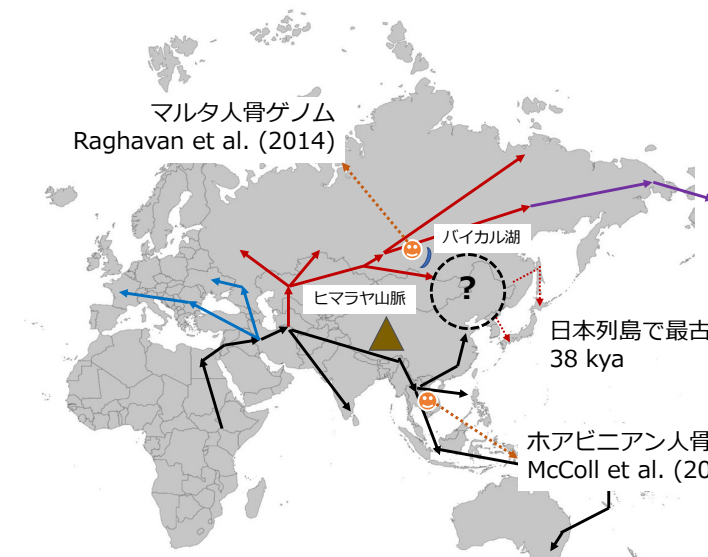 マルタ人骨ゲノム
Raghavan et al. (2014)
バイカル湖
?
ヒマラヤ山脈
日本列島で最古
38 kya
ホアビニアン人骨
McColl et al. (20